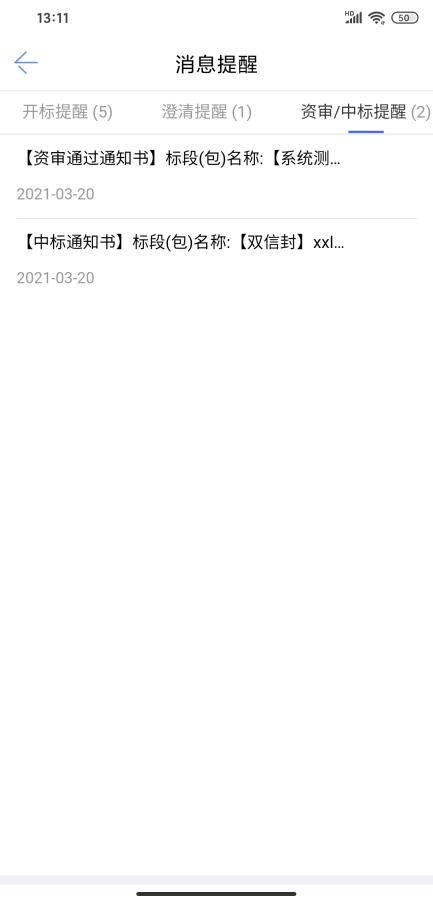 13:11
HD
50
消息提醒
开标提醒 (5) 澄清提醒 (1) 资审/中标提醒 (2)
【资审通过通知书】标段(包)名称:【系统测...
2021-03-20
【中标通知书】标段(包)名称:【双信封】xxl...
2021-03-20